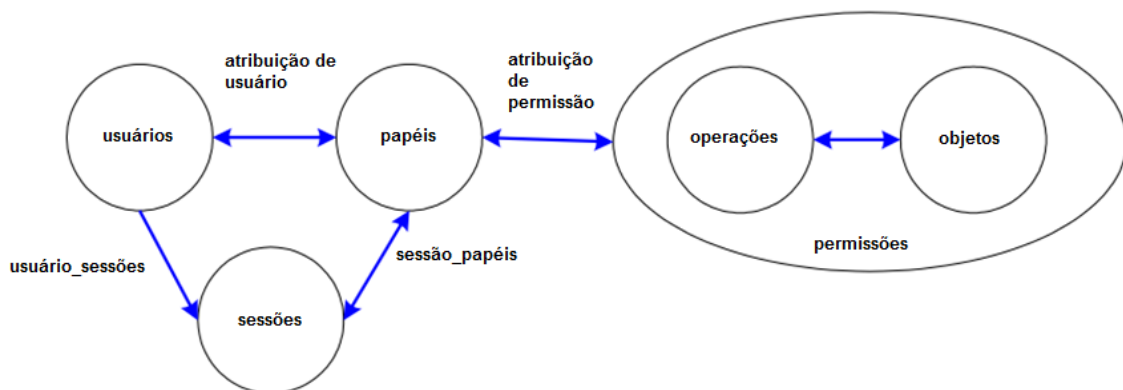 atribuição de
usuário
atribuição
de
permissão
usuários
papéis
operações
objetos
permissões
usuário_sessões
sessão_papéis
sessões